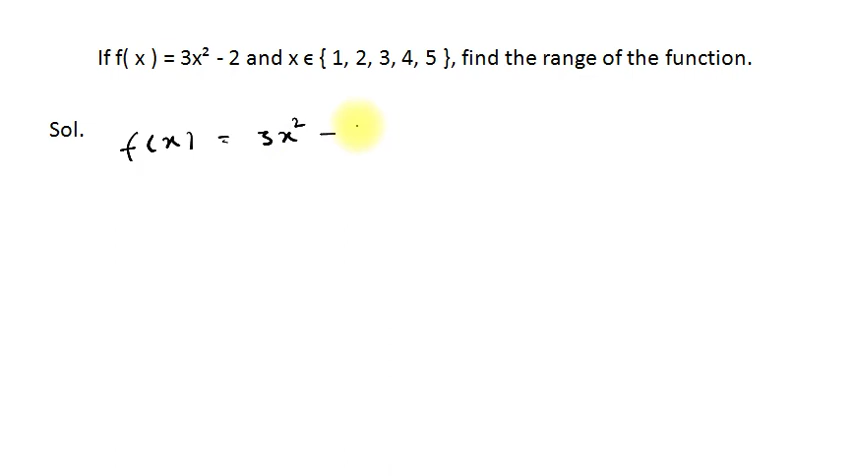 If f( x ) = 3x² - 2 and x ϵ { 1, 2, 3, 4, 5 }, find the range of the function.
Sol. f(x) = 3x² –